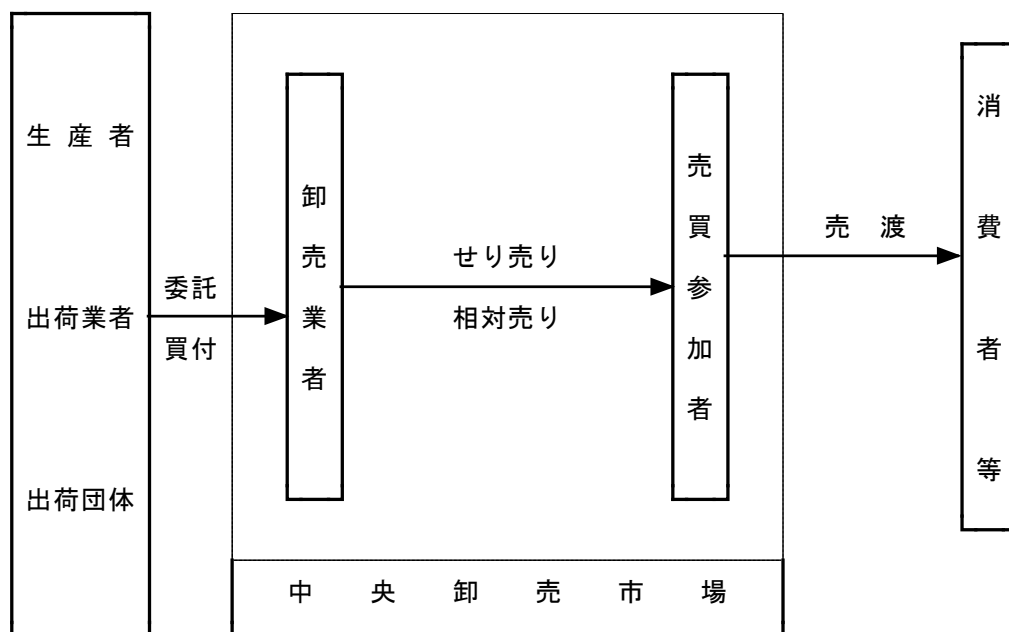 生産者
出荷業者
出荷団体
委託
買付
卸売業者
せり売り
相対売り
売買参加者
売渡
消費者等
中央卸売市場